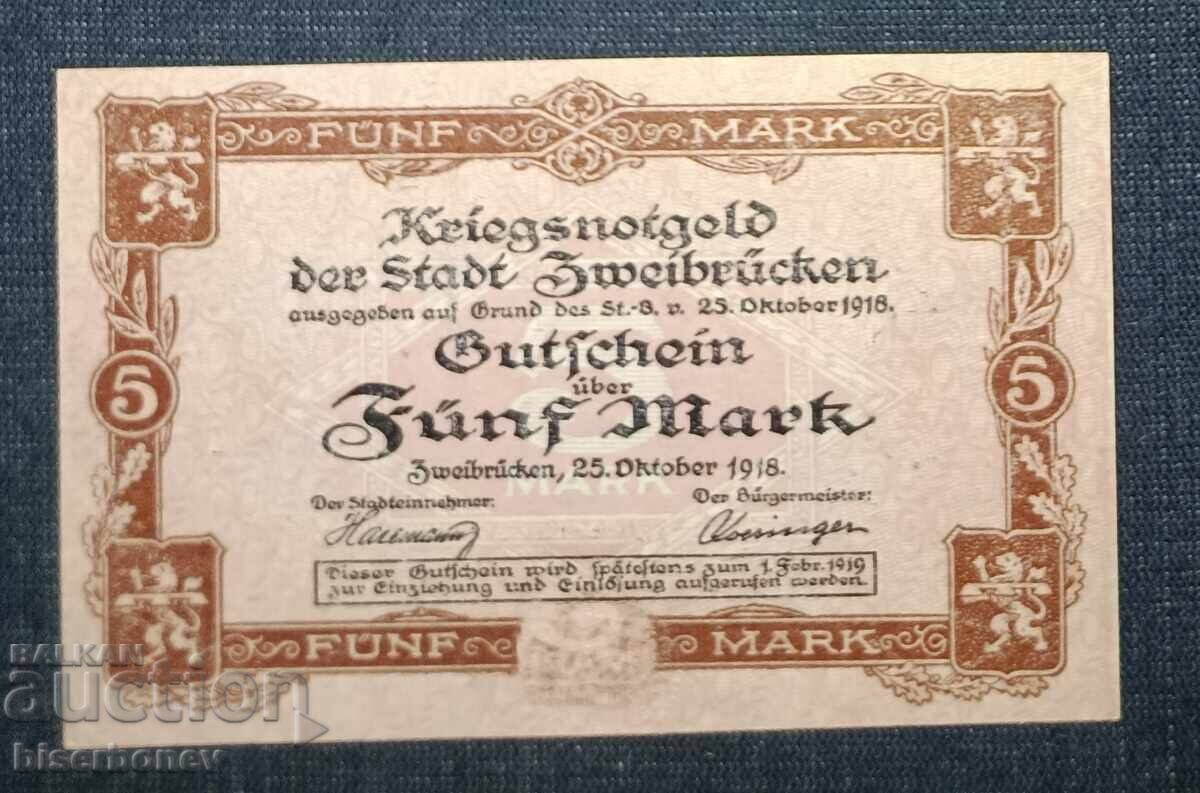 FÜNF MARK
Kriegsnotgeld
der Stadt Zweibrücken
ausgegeben auf Grund des St.-B. v. 25. Oktober 1918.
Gutschein
über
Fünf Mark
5 5
Zweibrücken, 25. Oktober 1918.
MARK
Der Stadteinnehmer: Der Bürgermeister:
Dieser Gutschein wird spätestens zum 1. Febr. 1919
zur Einziehung und Einlösung aufgerufen werden.
FÜNF MARK
BALKAN
auction
biserbonev